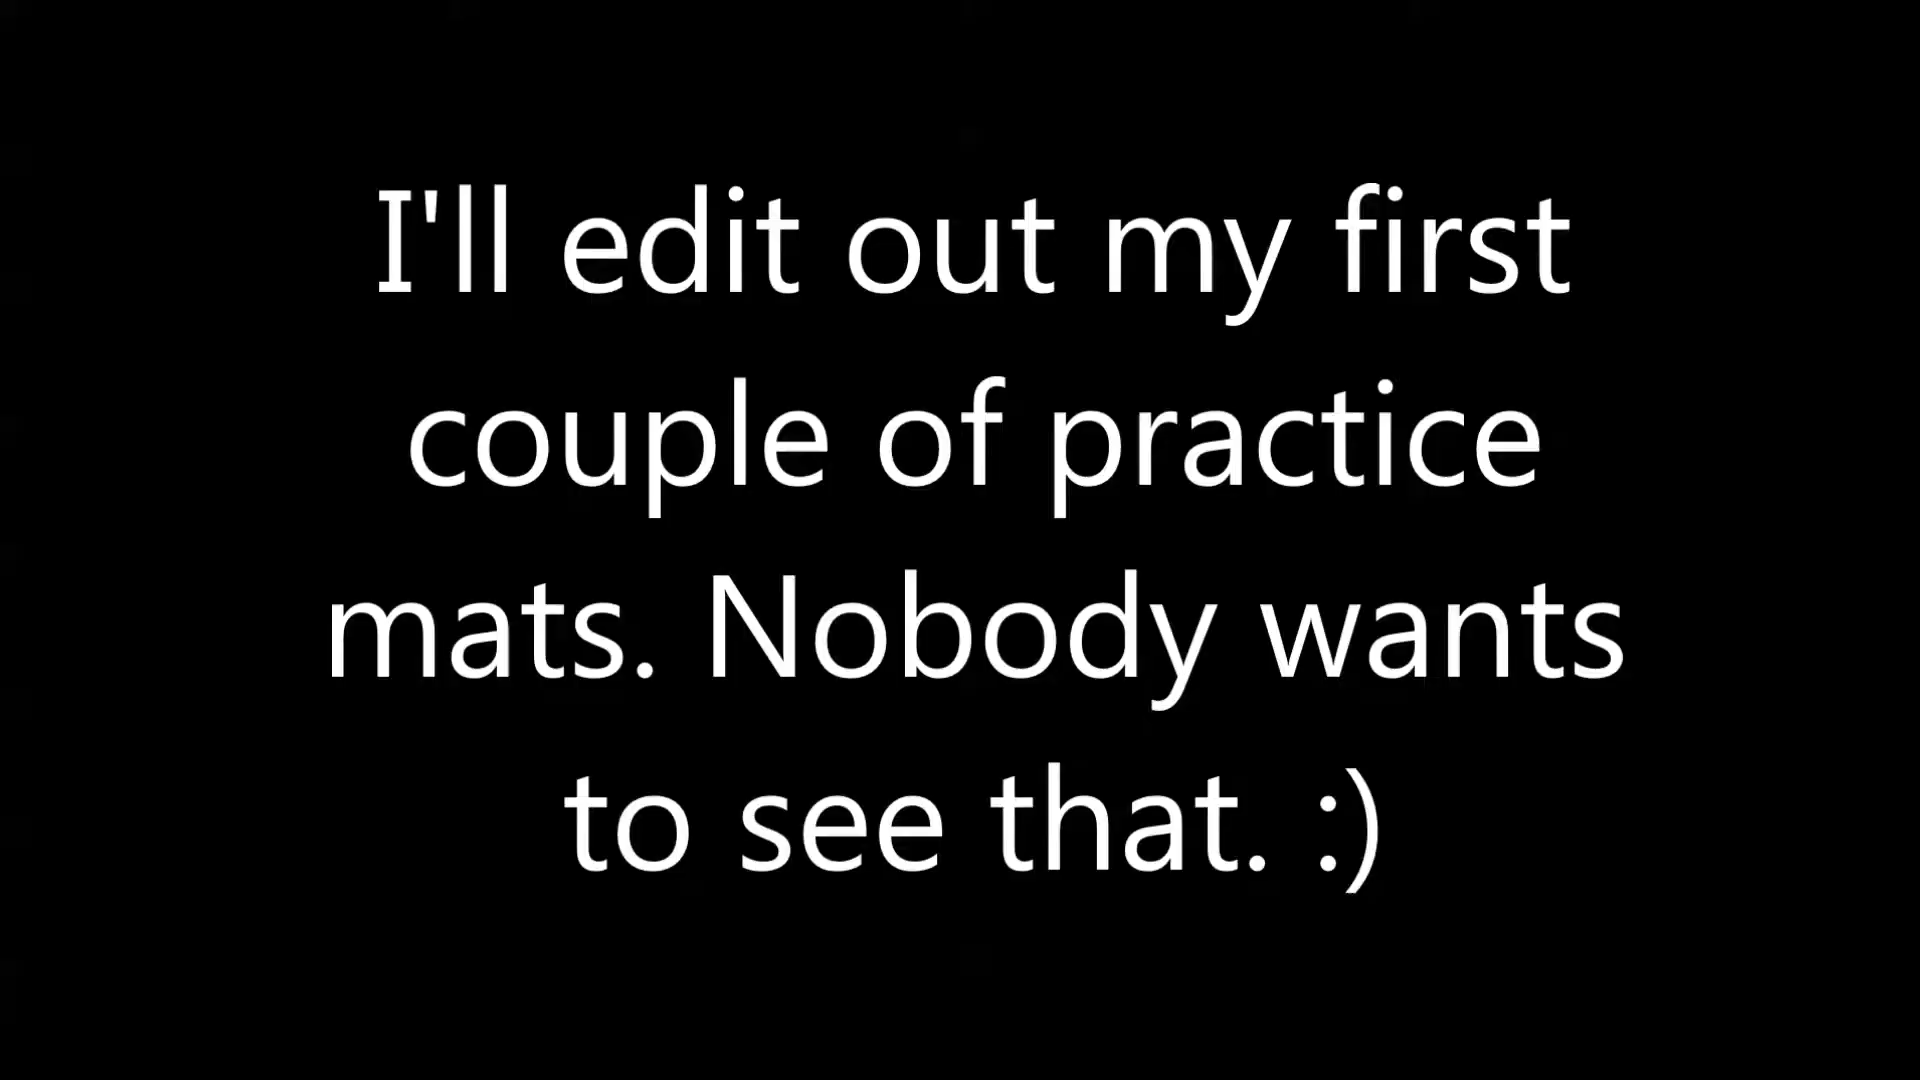 I'll edit out my first
couple of practice
mats. Nobody wants
to see that. :)